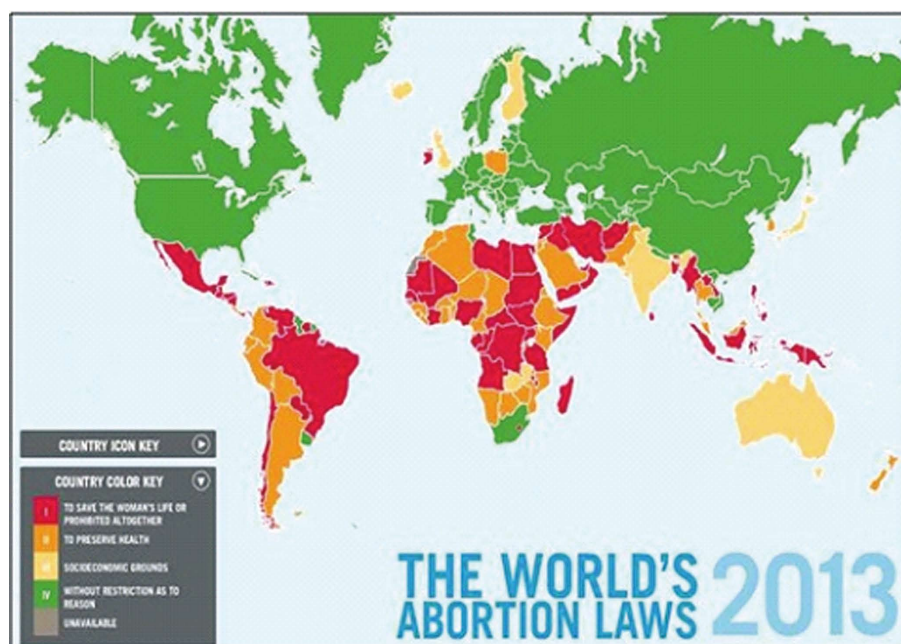 COUNTRY ICON KEY
COUNTRY COLOR KEY
I
TO SAVE THE WOMAN'S LIFE OR
PROHIBITED ALTOGETHER
II
TO PRESERVE HEALTH
III
SOCIOECONOMIC GROUNDS
IV
WITHOUT RESTRICTION AS TO
REASON
UNAVAILABLE
THE WORLD'S
ABORTION LAWS
2013